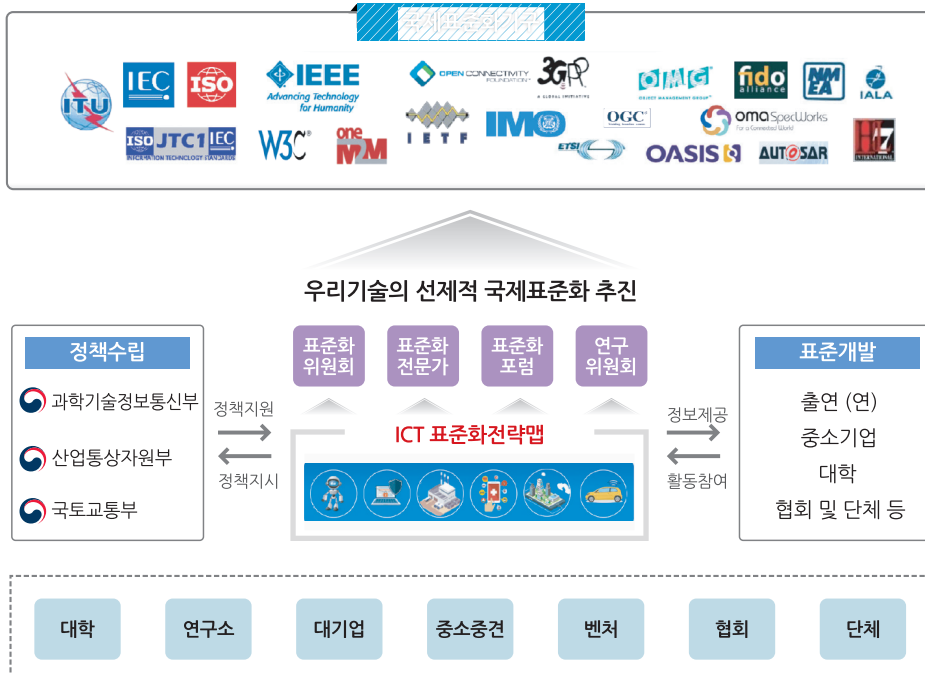 국제표준화기구
ITU
IEC
ISO
IEEE
Advancing Technology
for Humanity
OPEN CONNECTIVITY
FOUNDATION
3GPP
A GLOBAL INITIATIVE
OMG
OBJECT MANAGEMENT GROUP
fido
alliance
NMEA
IALA
ISO JTC1 IEC
INFORMATION TECHNOLOGY STANDARDS
W3C
oneM2M
IETF
IMO
OGC
ETSI
oma SpecWorks
For a Connected World
OASIS
AUTOSAR
HL7
INTERNATIONAL
우리기술의 선제적 국제표준화 추진
정책수립
과학기술정보통신부
산업통상자원부
국토교통부
정책지원
정책지시
표준화
위원회
표준화
전문가
표준화
포럼
연구
위원회
ICT 표준화전략맵
정보제공
활동참여
표준개발
출연 (연)
중소기업
대학
협회 및 단체 등
대학
연구소
대기업
중소중견
벤처
협회
단체